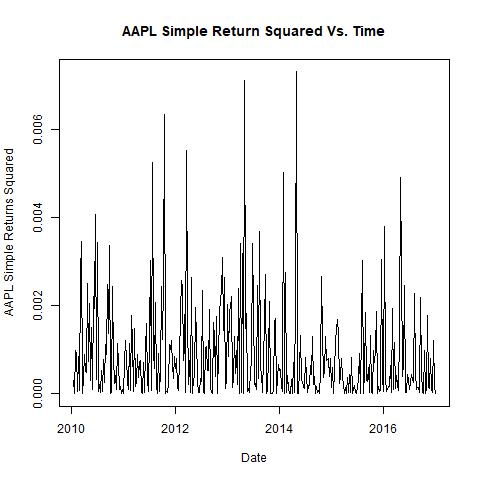 AAPL Simple Return Squared Vs. Time
AAPL Simple Returns Squared
0.006
0.004
0.002
0.000
2010 2012 2014 2016
Date